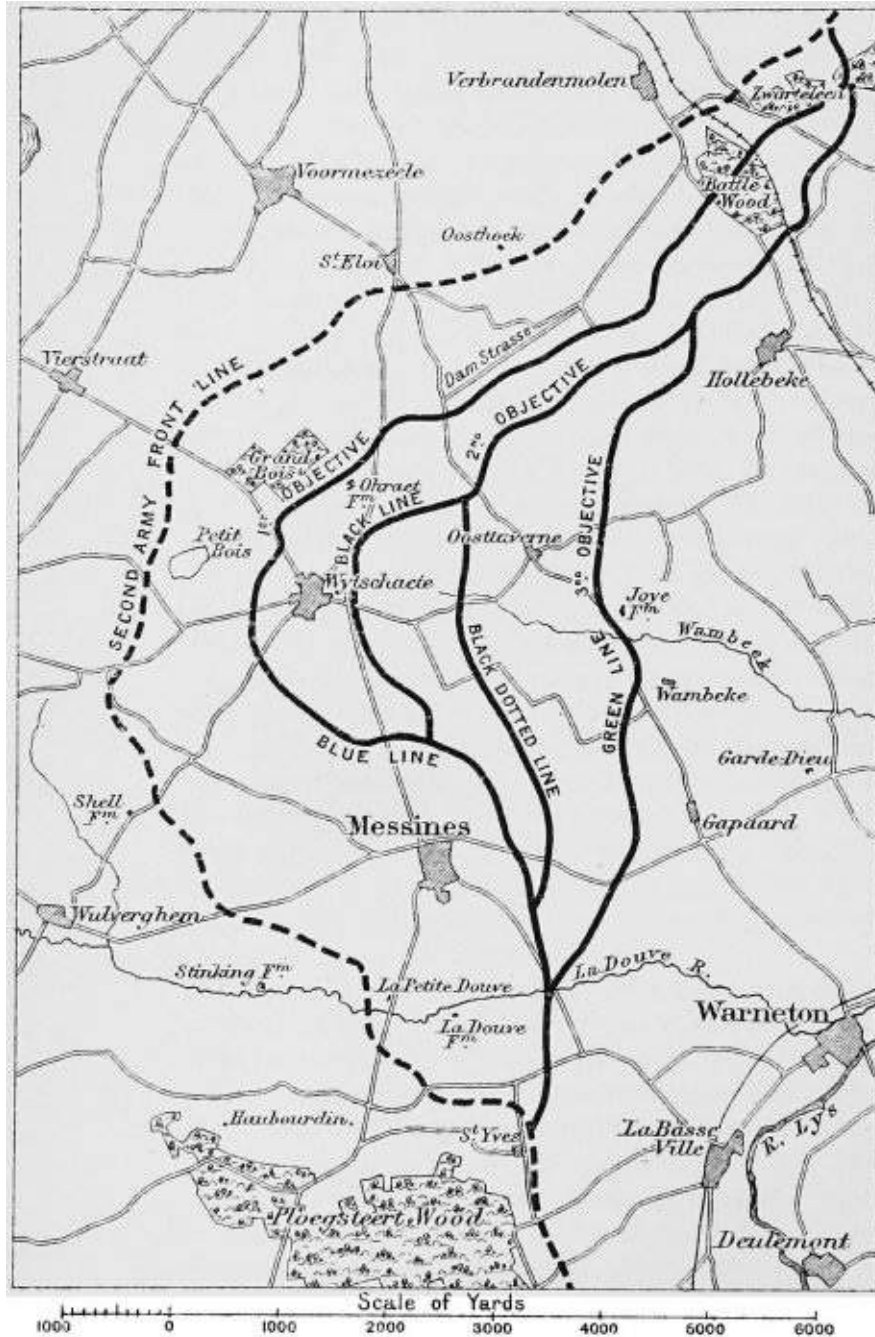 Verbrandenmolen
Zwarteleen
Voormezeele
Battle
Wood
Oosthoek
St. Eloi
Vierstraat
Dam Strasse
Hollebeke
SECOND ARMY FRONT LINE
Grand
Bois
1ST OBJECTIVE
2ND OBJECTIVE
3RD OBJECTIVE
Fm
BLACK LINE
Petit
Bois
Oosttaverne
Wytschaete
Joye
Fm
Wambeek
BLACK DOTTED LINE
GREEN LINE
Wambeke
BLUE LINE
Garde Dieu
Shell
Fm
Messines
Gapaard
Wulverghem
Stinking Fm
La Petite Douve
La Douve R.
La Douve
Fm
Warneton
Haubourdin
St. Yves
La Basse
Ville
R. Lys
Ploegsteert Wood
Deulemont
Scale of Yards
1000 0 1000 2000 3000 4000 5000 6000